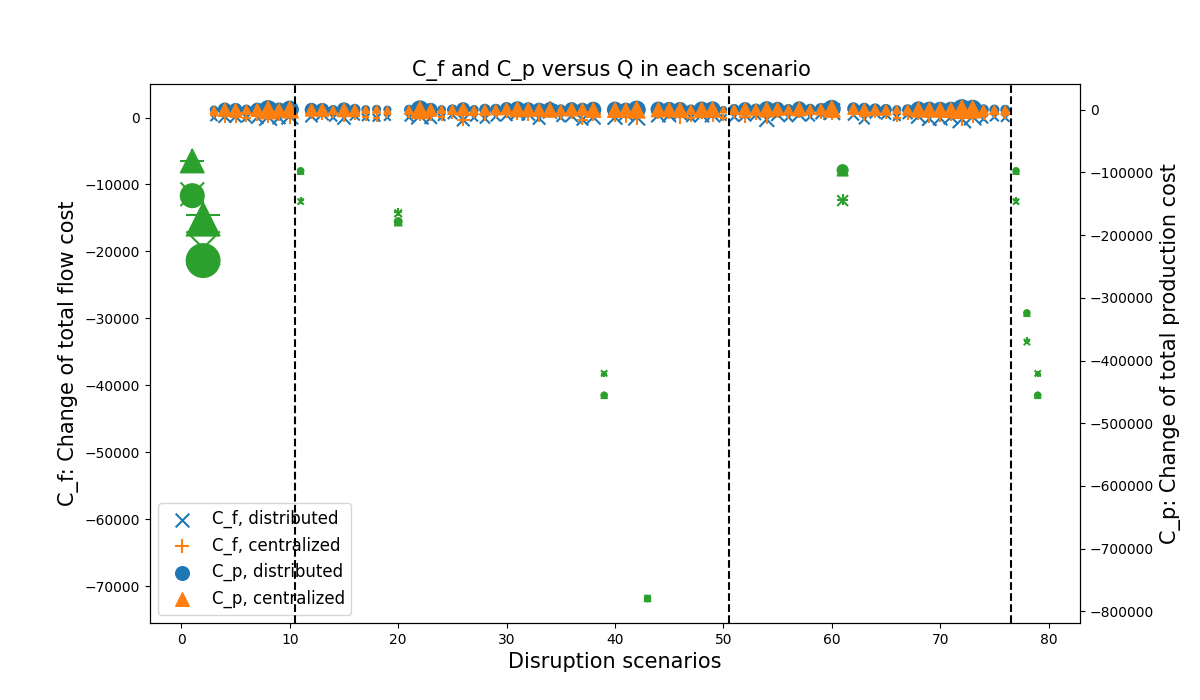 C_f and C_p versus Q in each scenario
C_f: Change of total flow cost
0
−10000
−20000
−30000
−40000
−50000
−60000
−70000
C_f, distributed
C_f, centralized
C_p, distributed
C_p, centralized
0 10 20 30 40 50 60 70 80
Disruption scenarios
0
−100000
−200000
−300000
−400000
−500000
−600000
−700000
−800000
C_p: Change of total production cost